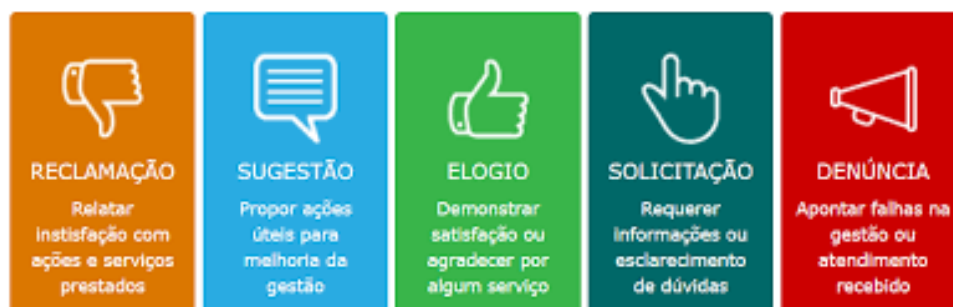 RECLAMAÇÃO
Relatar
instisfação com
ações e serviços
prestados
SUGESTÃO
Propor ações
úteis para
melhoria da
gestão
ELOGIO
Demonstrar
satisfação ou
agradecer por
algum serviço
SOLICITAÇÃO
Requerer
informações ou
esclarecimento
de dúvidas
DENÚNCIA
Apontar falhas na
gestão ou
atendimento
recebido